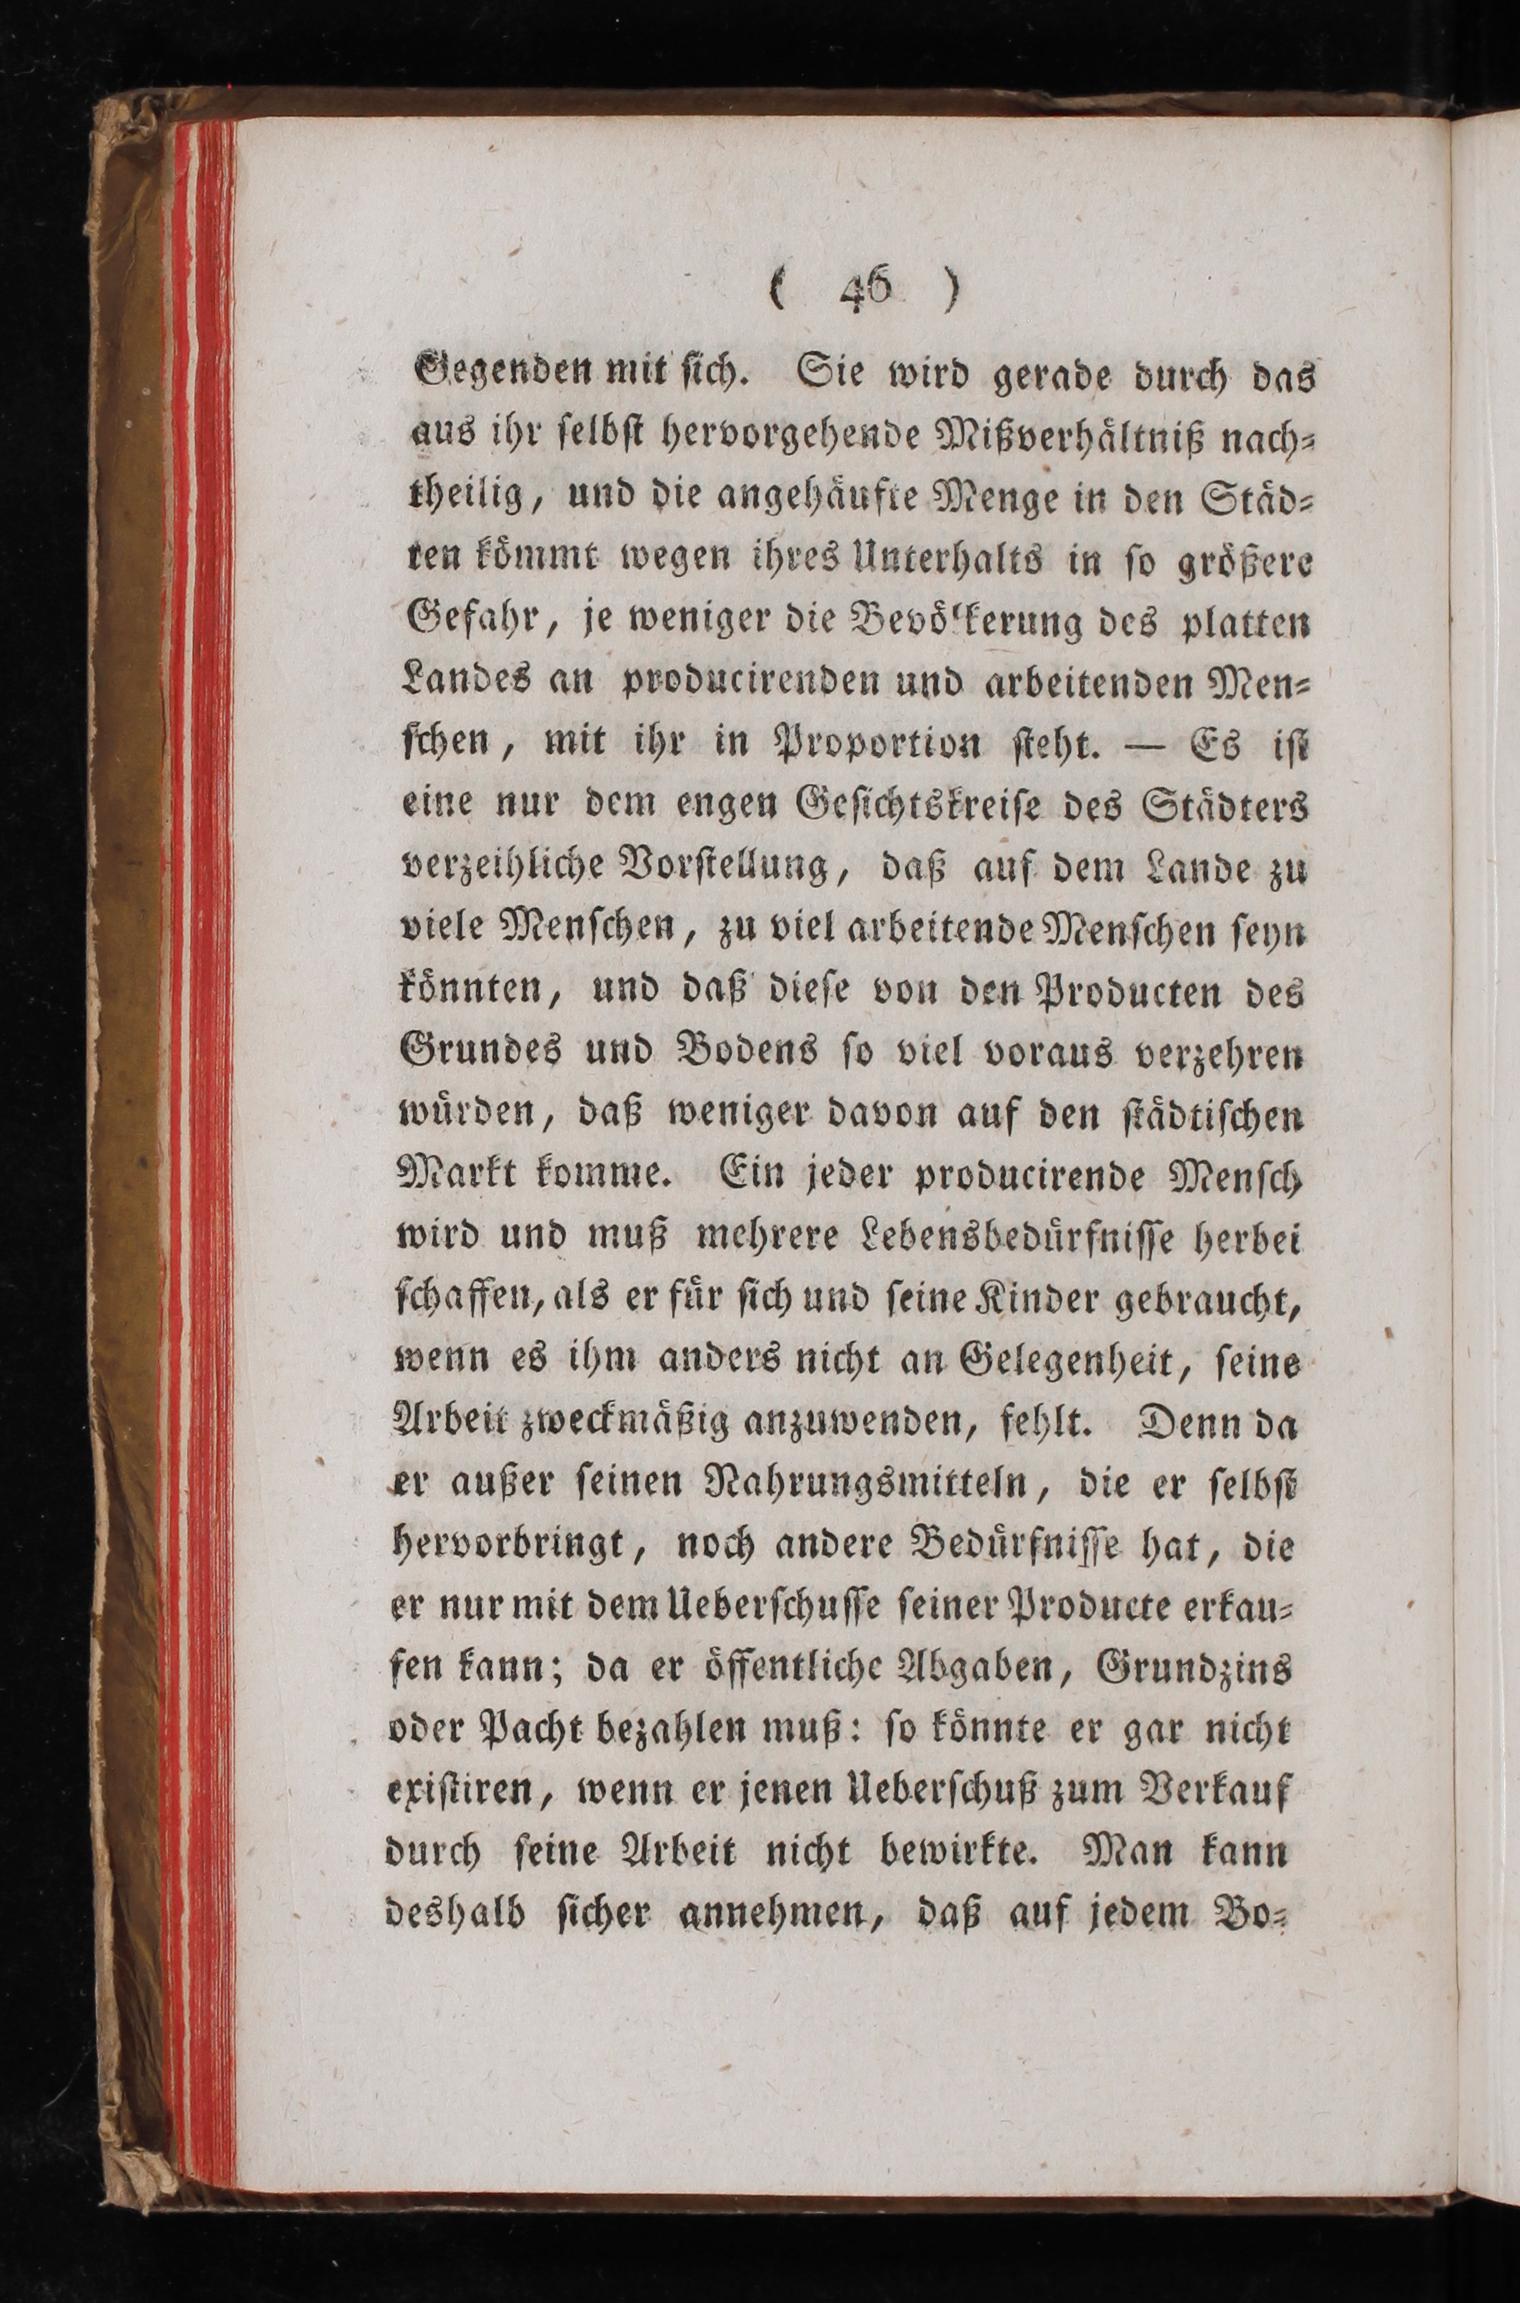 ( 46 )
Gegenden mit sich. Sie wird gerade durch das
aus ihr selbst hervorgehende Mißverhältniß nach-
theilig, und die angehäufte Menge in den Städ-
ten kömmt wegen ihres Unterhalts in so größere
Gefahr, je weniger die Bevölkerung des platten
Landes an producirenden und arbeitenden Men-
schen, mit ihr in Proportion steht. — Es ist
eine nur dem engen Gesichtskreise des Städters
verzeihliche Vorstellung, daß auf dem Lande zu
viele Menschen, zu viel arbeitende Menschen seyn
könnten, und daß diese von den Producten des
Grundes und Bodens so viel voraus verzehren
würden, daß weniger davon auf den städtischen
Markt komme. Ein jeder producirende Mensch
wird und muß mehrere Lebensbedürfnisse herbei
schaffen, als er für sich und seine Kinder gebraucht,
wenn es ihm anders nicht an Gelegenheit, seine
Arbeit zweckmäßig anzuwenden, fehlt. Denn da
er außer seinen Nahrungsmitteln, die er selbst
hervorbringt, noch andere Bedürfnisse hat, die
er nur mit dem Ueberschusse seiner Producte erkau-
fen kann; da er öffentliche Abgaben, Grundzins
oder Pacht bezahlen muß: so könnte er gar nicht
existiren, wenn er jenen Ueberschuß zum Verkauf
durch seine Arbeit nicht bewirkte. Man kann
deshalb sicher annehmen, daß auf jedem Bo-